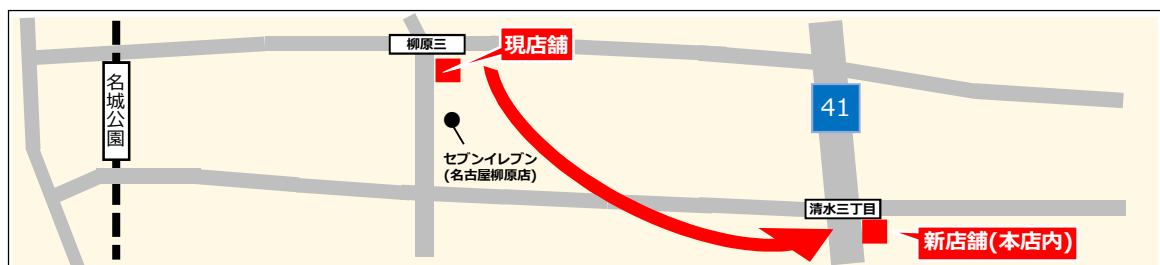 柳原三
現店舗
名城公園
41
セブンイレブン
(名古屋柳原店)
清水三丁目
新店舗(本店内)